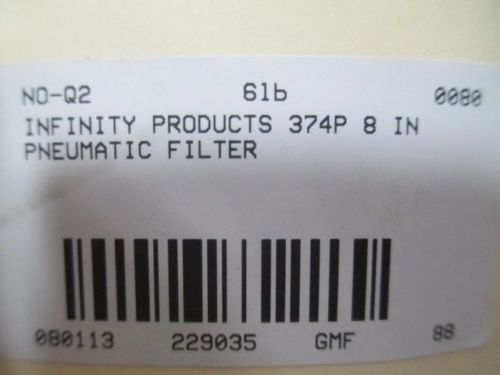 NO-Q2 61b 0080
INFINITY PRODUCTS 374P 8 IN
PNEUMATIC FILTER
080113 229035 GMF 88